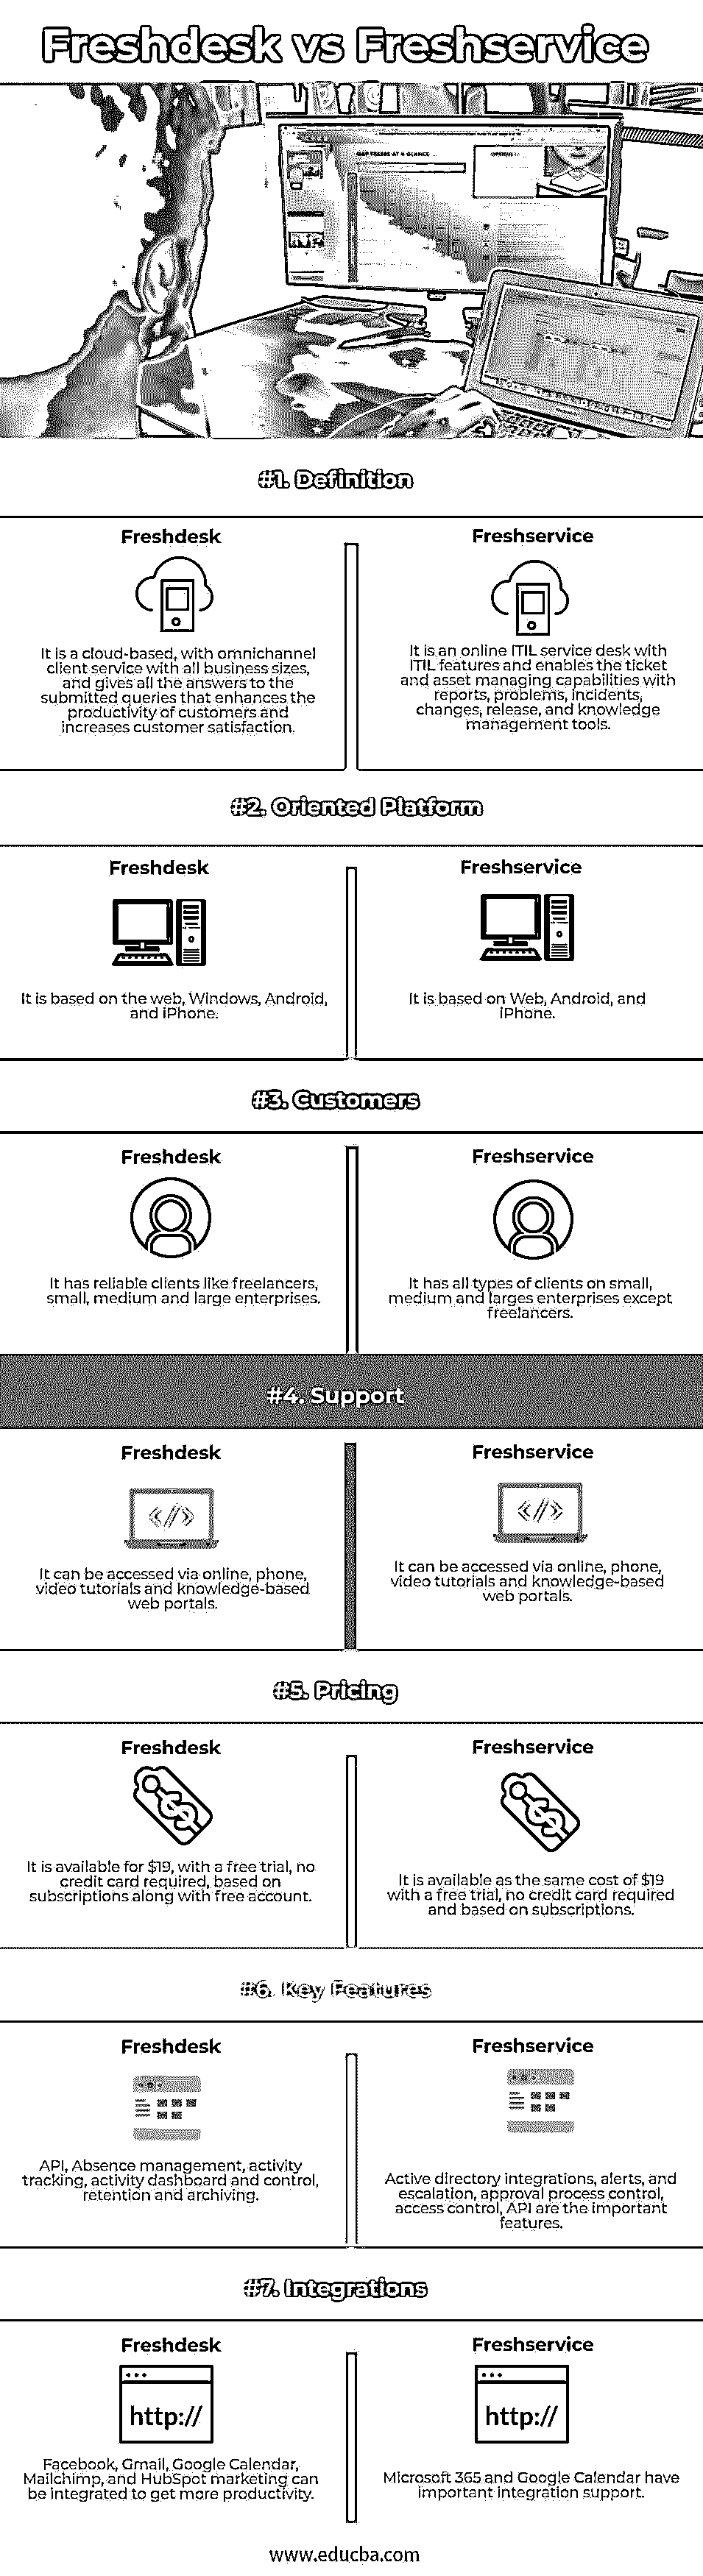 Freshdesk vs Freshservice
#1. Definition
Freshdesk
It is a cloud-based, with omnichannel
client service with all business sizes,
and gives all the answers to the
submitted queries that enhances the
productivity of customers and
increases customer satisfaction.
Freshservice
It is an online ITIL service desk with
ITIL features and enables the ticket
and asset managing capabilities with
reports, problems, incidents,
changes, release, and knowledge
management tools.
#2. Oriented Platform
Freshdesk
It is based on the web, Windows, Android,
and iPhone.
Freshservice
It is based on Web, Android, and
iPhone.
#3. Customers
Freshdesk
It has reliable clients like freelancers,
small, medium and large enterprises.
Freshservice
It has all types of clients on small,
medium and larges enterprises except
freelancers.
#4. Support
Freshdesk
It can be accessed via online, phone,
video tutorials and knowledge-based
web portals.
Freshservice
It can be accessed via online, phone,
video tutorials and knowledge-based
web portals.
#5. Pricing
Freshdesk
It is available for $19, with a free trial, no
credit card required, based on
subscriptions along with free account.
Freshservice
It is available as the same cost of $19
with a free trial, no credit card required
and based on subscriptions.
#6. Key Features
Freshdesk
API, Absence management, activity
tracking, activity dashboard and control,
retention and archiving.
Freshservice
Active directory integrations, alerts, and
escalation, approval process control,
access control, API are the important
features.
#7. Integrations
Freshdesk
http://
Facebook, Gmail, Google Calendar,
Mailchimp, and HubSpot marketing can
be integrated to get more productivity.
Freshservice
http://
Microsoft 365 and Google Calendar have
important integration support.
www.educba.com